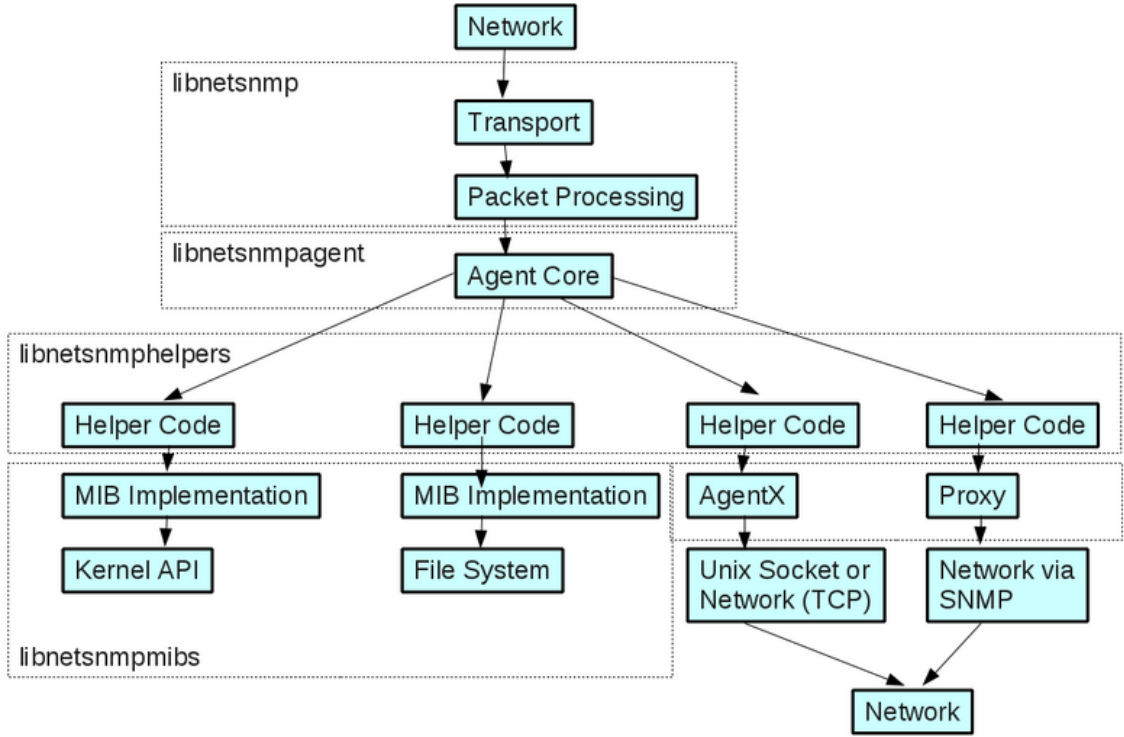 Network
libnetsnmp
Transport
Packet Processing
libnetsnmpagent
Agent Core
libnetsnmphelpers
Helper Code
Helper Code
Helper Code
Helper Code
MIB Implementation
MIB Implementation
AgentX
Proxy
Kernel API
File System
Unix Socket or
Network (TCP)
Network via
SNMP
libnetsnmpmibs
Network